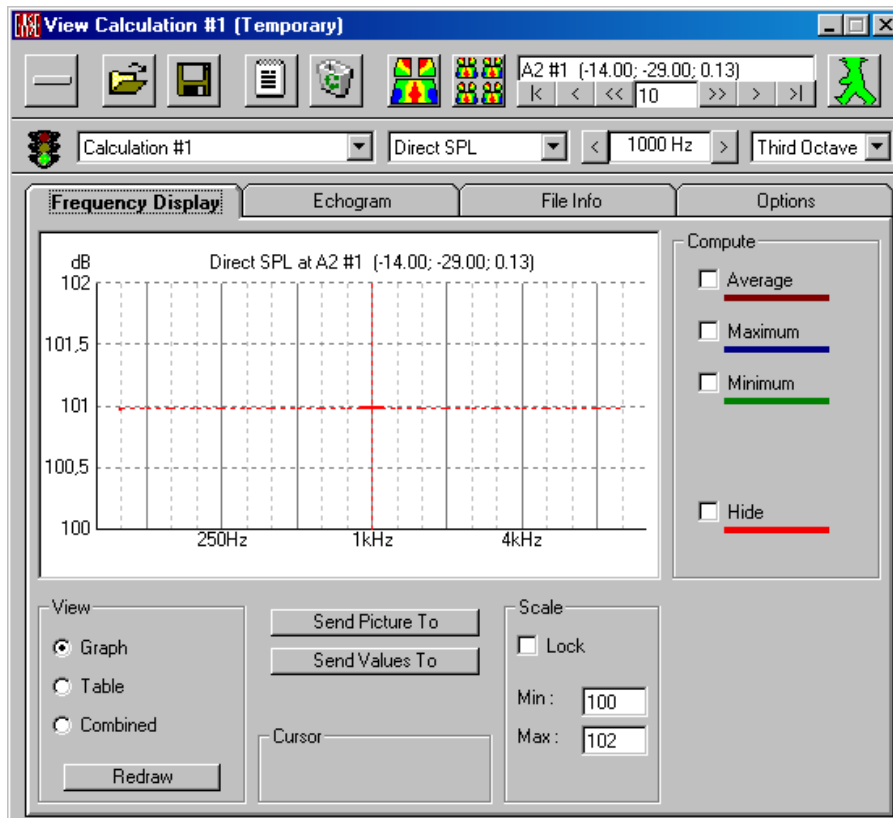 View Calculation #1 (Temporary)
A2 #1 (-14.00; -29.00; 0.13)
|< < << 10 >> > >|
Calculation #1 Direct SPL < 1000 Hz > Third Octave
Frequency Display Echogram File Info Options
dB Direct SPL at A2 #1 (-14.00; -29.00; 0.13)
102
101,5
101
100,5
100
250Hz 1kHz 4kHz
Compute
Average
Maximum
Minimum
Hide
View
Graph
Table
Combined
Redraw
Send Picture To
Send Values To
Cursor
Scale
Lock
Min : 100
Max : 102